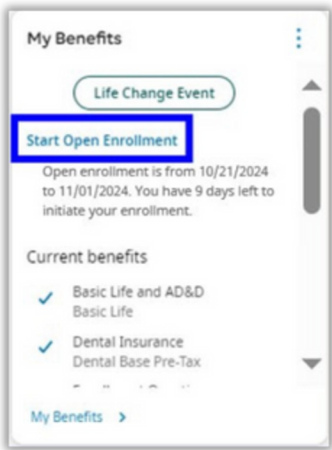 My Benefits
Life Change Event
Start Open Enrollment
Open enrollment is from 10/21/2024
to 11/01/2024. You have 9 days left to
initiate your enrollment.
Current benefits
Basic Life and AD&D
Basic Life
Dental Insurance
Dental Base Pre-Tax
My Benefits